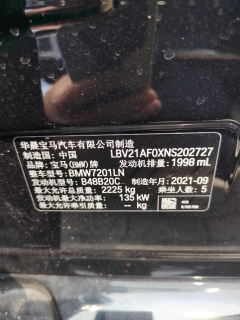 华晨宝马汽车有限公司制造
制造国：中国 LBV21AF0XNS202727
品牌：宝马(BMW)牌 发动机排量：1998 mL
整车型号：BMW7201LN
发动机型号：B48B20C 制造年月：2021-09
最大允许总质量：2225 kg 乘坐人数：5
发动机最大净功率：135 kW
最大允许牵引质量：-- kg